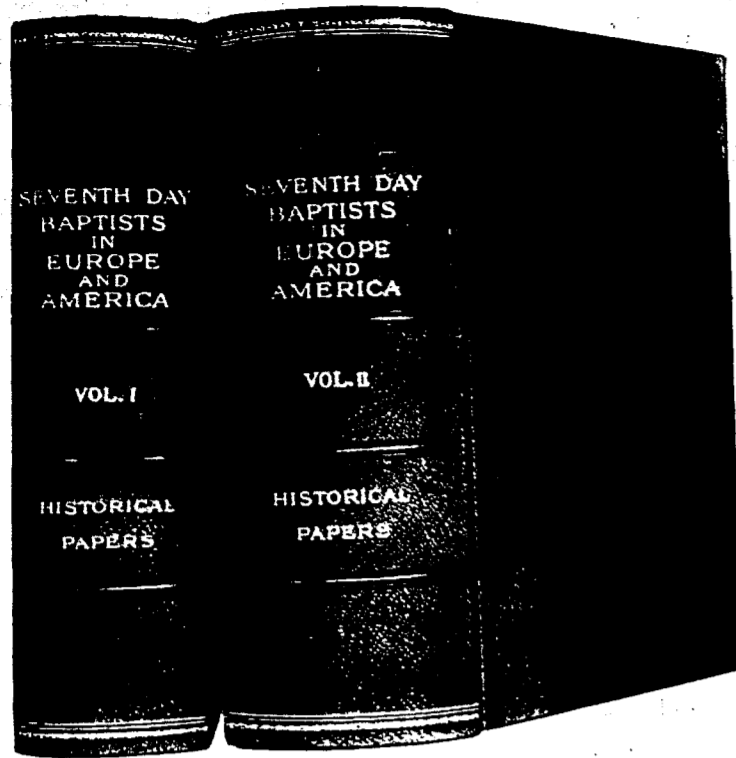 SEVENTH DAY
BAPTISTS
IN
EUROPE
AND
AMERICA
VOL. I
HISTORICAL
PAPERS
SEVENTH DAY
BAPTISTS
IN
EUROPE
AND
AMERICA
VOL. II
HISTORICAL
PAPERS